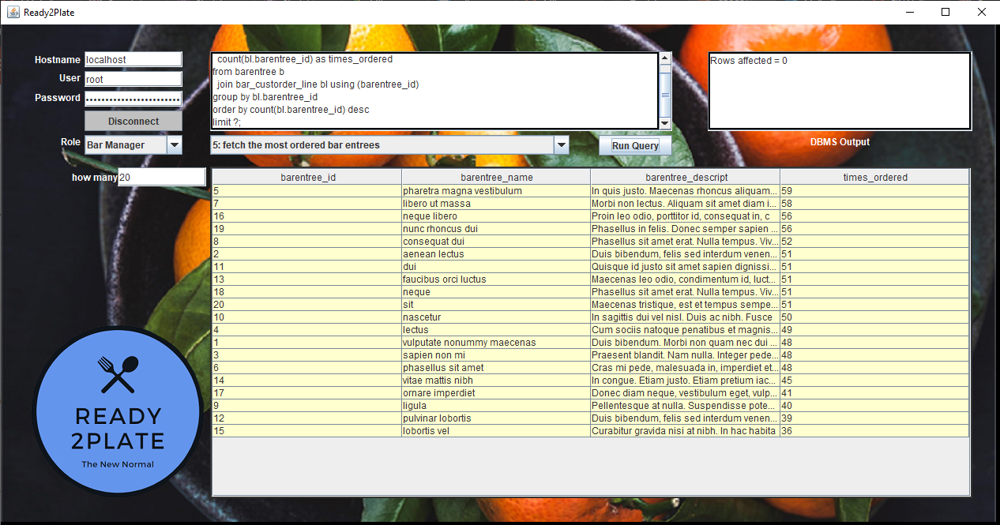 Ready2Plate
Hostname localhost
User root
Password
Disconnect
Role Bar Manager
count(bl.barentree_id) as times_ordered
from barentree b
join bar_custorder_line bl using (barentree_id)
group by bl.barentree_id
order by count(bl.barentree_id) desc
limit ?;
Rows affected = 0
5: fetch the most ordered bar entrees
Run Query
DBMS Output
how many 20
barentree_id barentree_name barentree_descript times_ordered
5 pharetra magna vestibulum In quis justo. Maecenas rhoncus aliquam... 59
7 libero ut massa Morbi non lectus. Aliquam sit amet diam i... 58
16 neque libero Proin leo odio, porttitor id, consequat in, c 56
19 nunc rhoncus dui Phasellus in felis. Donec semper sapien ... 56
8 consequat dui Phasellus sit amet erat. Nulla tempus. Viv... 52
2 aenean lectus Duis bibendum, felis sed interdum venen... 51
11 dui Quisque id justo sit amet sapien dignissi... 51
13 faucibus orci luctus Maecenas leo odio, condimentum id, luct... 51
18 neque Phasellus sit amet erat. Nulla tempus. Viv... 51
20 sit Maecenas tristique, est et tempus sempe... 51
10 nascetur In sagittis dui vel nisl. Duis ac nibh. Fusce 50
4 lectus Cum sociis natoque penatibus et magnis... 49
1 vulputate nonummy maecenas Duis bibendum. Morbi non quam nec dui ... 48
3 sapien non mi Praesent blandit. Nam nulla. Integer pede... 48
6 phasellus sit amet Cras mi pede, malesuada in, imperdiet et... 48
14 vitae mattis nibh In congue. Etiam justo. Etiam pretium iac... 45
17 ornare imperdiet Donec diam neque, vestibulum eget, vulp... 41
9 ligula Pellentesque at nulla. Suspendisse pote... 40
12 pulvinar lobortis Duis bibendum, felis sed interdum venen... 39
15 lobortis vel Curabitur gravida nisi at nibh. In hac habita 36
READY
2PLATE
The New Normal